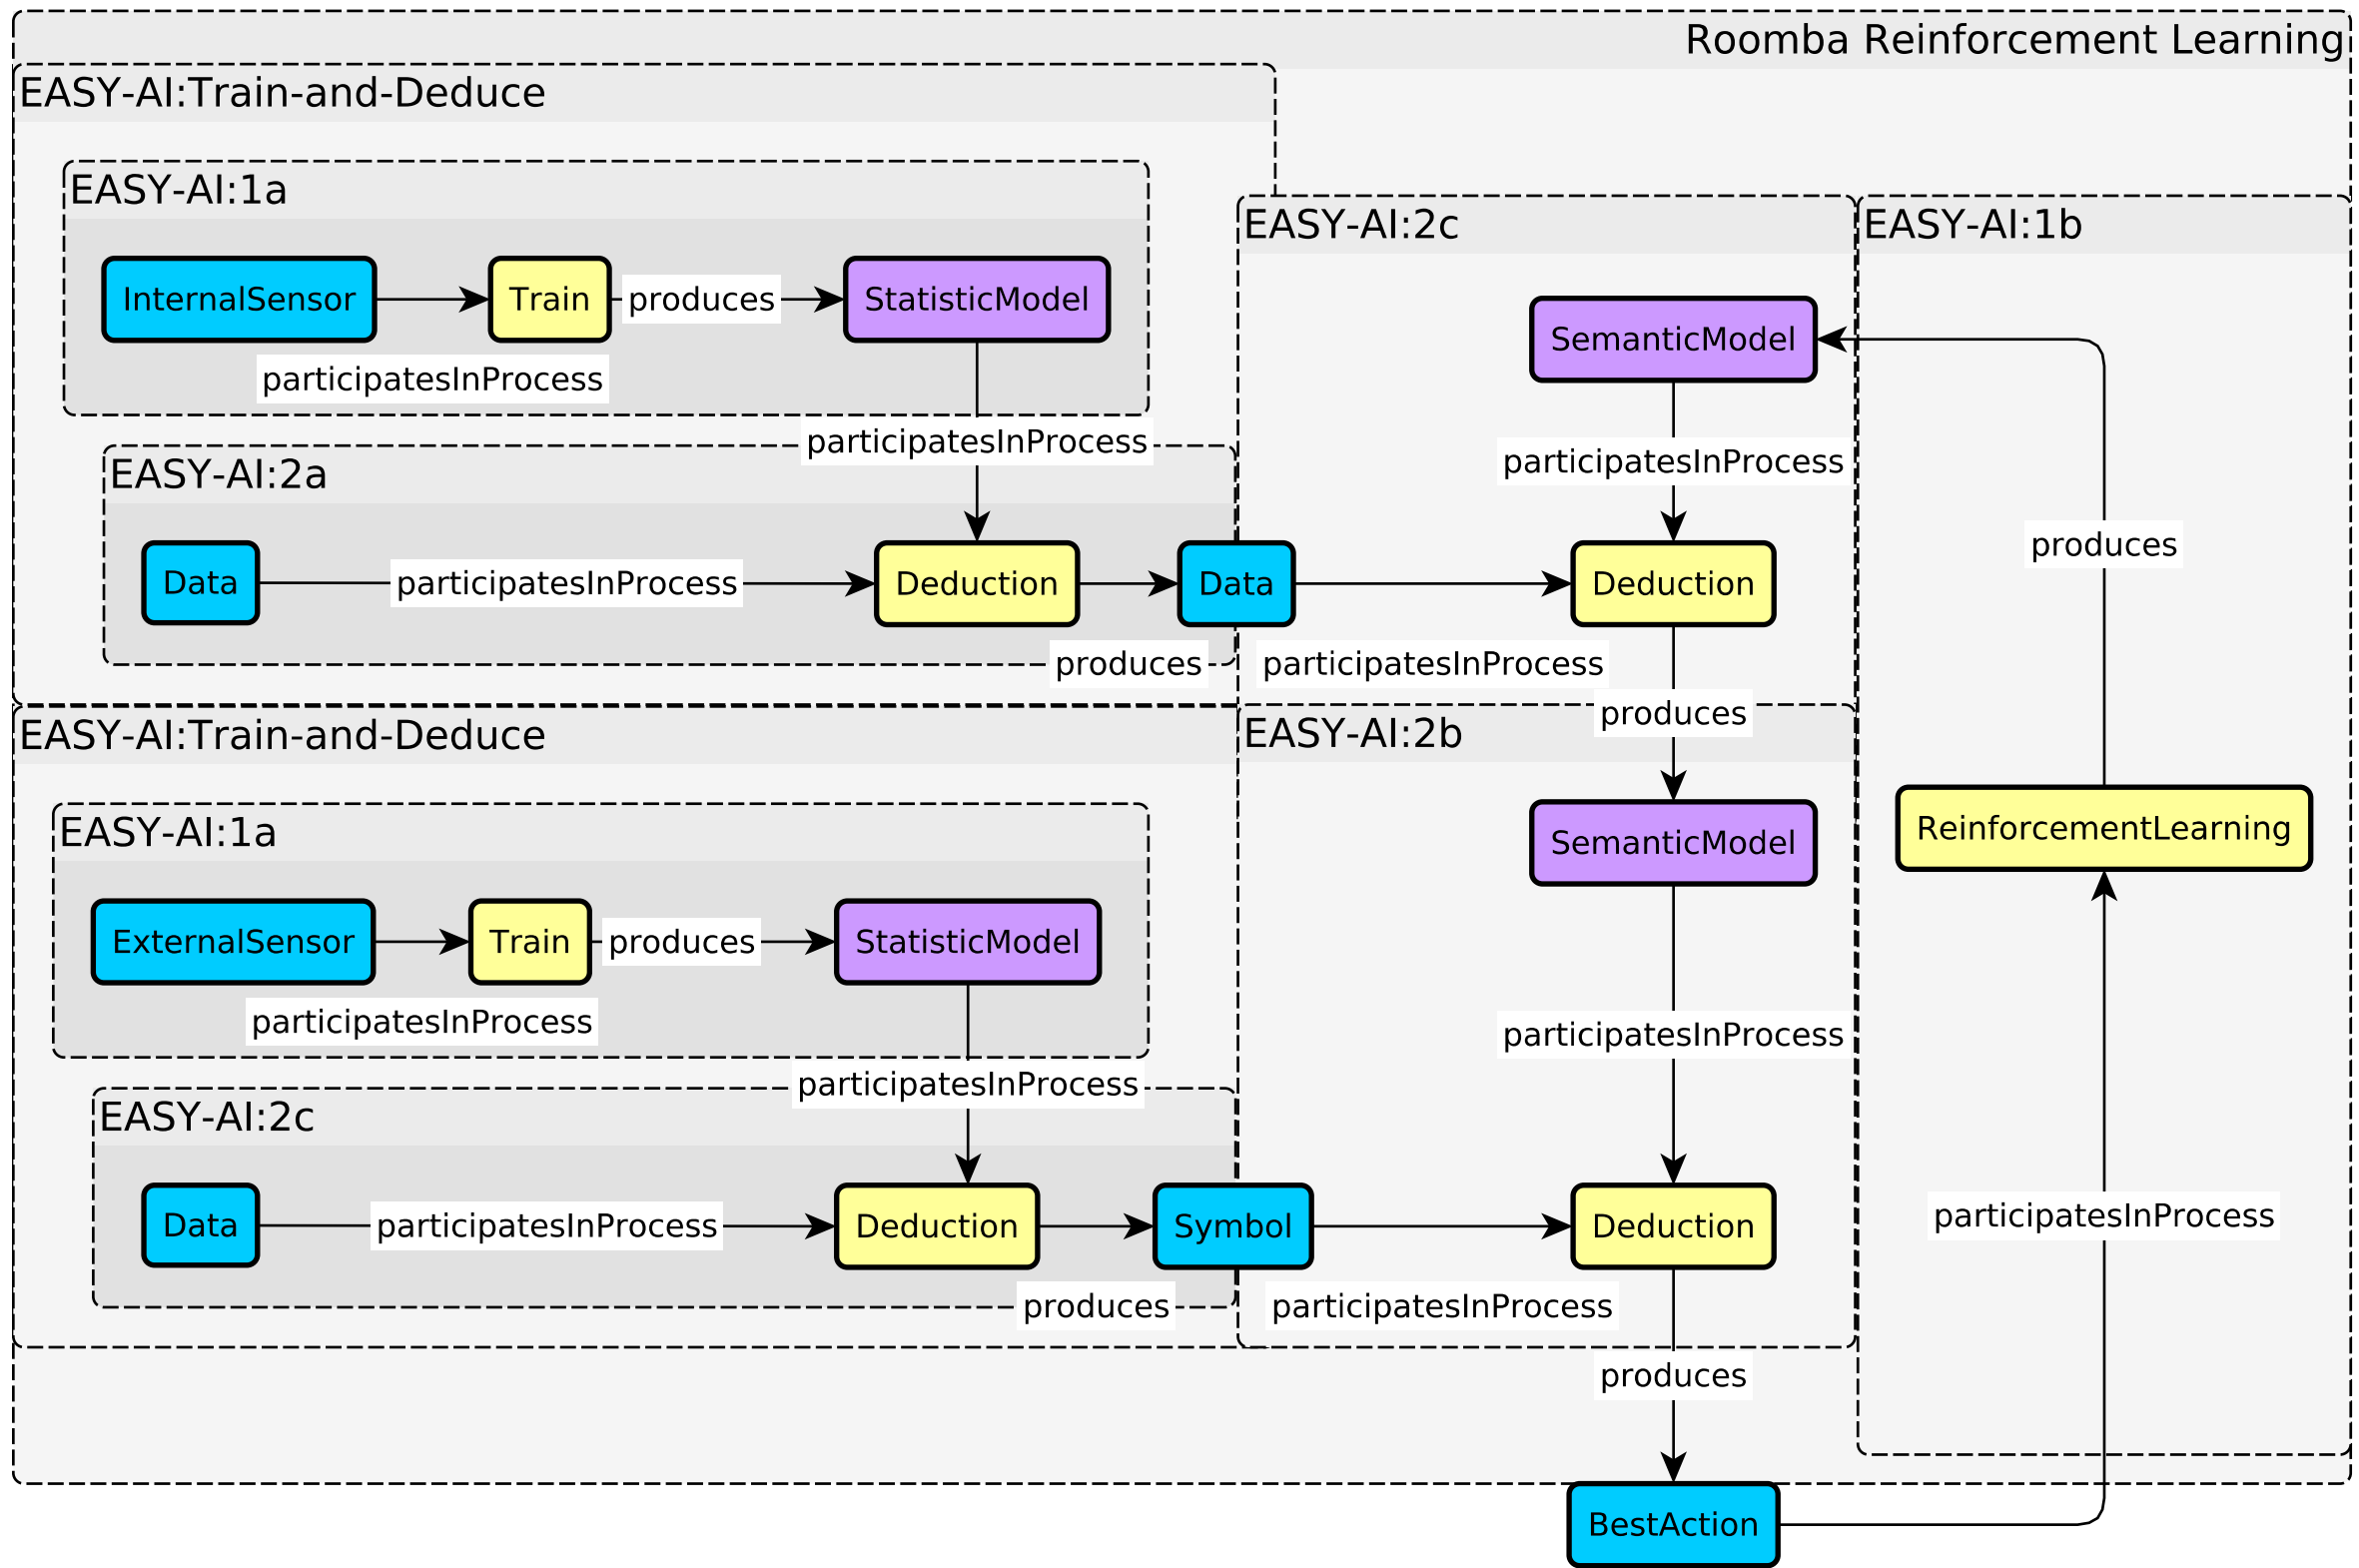 Roomba Reinforcement Learning
EASY-AI:Train-and-Deduce
EASY-AI:1a
InternalSensor
Train
produces
StatisticModel
participatesInProcess
participatesInProcess
EASY-AI:2a
Data
participatesInProcess
Deduction
Data
produces
EASY-AI:2c
SemanticModel
participatesInProcess
Deduction
participatesInProcess
produces
EASY-AI:1b
produces
ReinforcementLearning
participatesInProcess
EASY-AI:Train-and-Deduce
EASY-AI:1a
ExternalSensor
Train
produces
StatisticModel
participatesInProcess
participatesInProcess
EASY-AI:2c
Data
participatesInProcess
Deduction
Symbol
produces
EASY-AI:2b
SemanticModel
participatesInProcess
Deduction
participatesInProcess
produces
BestAction